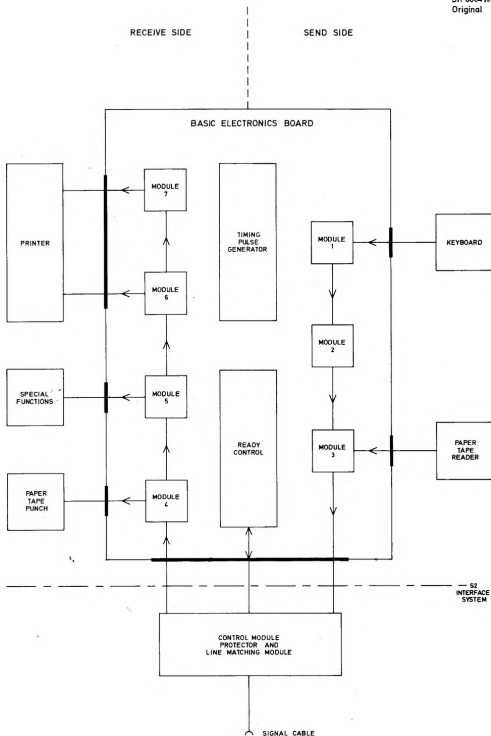 Original
RECEIVE SIDE
SEND SIDE
BASIC ELECTRONICS BOARD
PRINTER
MODULE
7
TIMING
PULSE
GENERATOR
MODULE
1
KEYBOARD
MODULE
6
MODULE
2
SPECIAL
FUNCTIONS
MODULE
5
READY
CONTROL
MODULE
3
PAPER
TAPE
READER
PAPER
TAPE
PUNCH
MODULE
4
S2
INTERFACE
SYSTEM
CONTROL MODULE
PROTECTOR AND
LINE MATCHING MODULE
SIGNAL CABLE